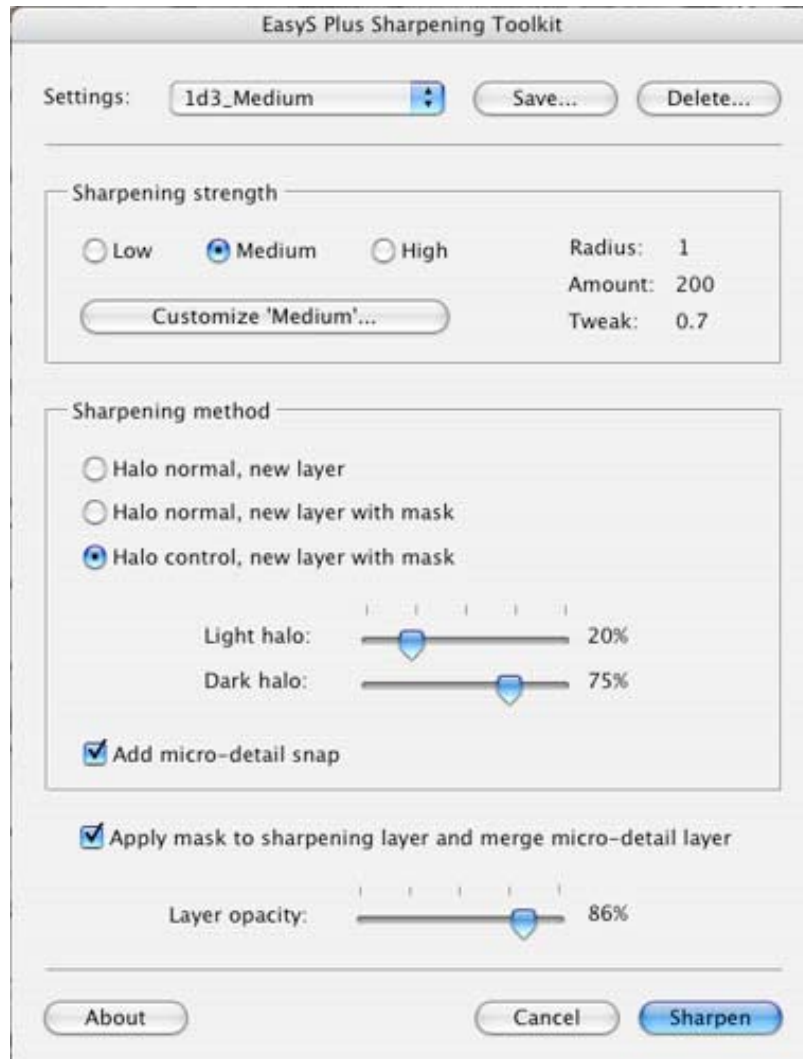 EasyS Plus Sharpening Toolkit
Settings: 1d3_Medium Save... Delete...
Sharpening strength
Low Medium High Radius: 1
Amount: 200
Customize 'Medium'... Tweak: 0.7
Sharpening method
Halo normal, new layer
Halo normal, new layer with mask
Halo control, new layer with mask
Light halo: 20%
Dark halo: 75%
Add micro-detail snap
Apply mask to sharpening layer and merge micro-detail layer
Layer opacity: 86%
About Cancel Sharpen